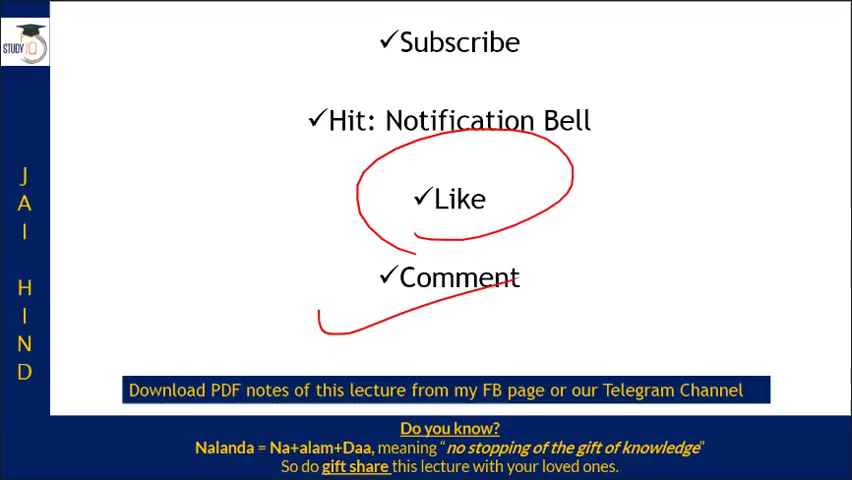 STUDY IQ
JAI HIND
✓Subscribe
✓Hit: Notification Bell
✓Like
✓Comment
Download PDF notes of this lecture from my FB page or our Telegram Channel
Do you know?
Nalanda = Na+alam+Daa, meaning “no stopping of the gift of knowledge”
So do gift share this lecture with your loved ones.